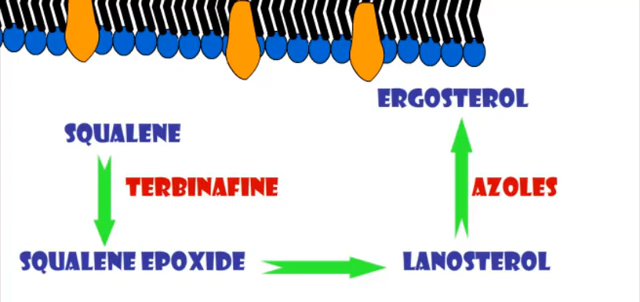 ERGOSTEROL
SQUALENE
TERBINAFINE
AZOLES
SQUALENE EPOXIDE
LANOSTEROL